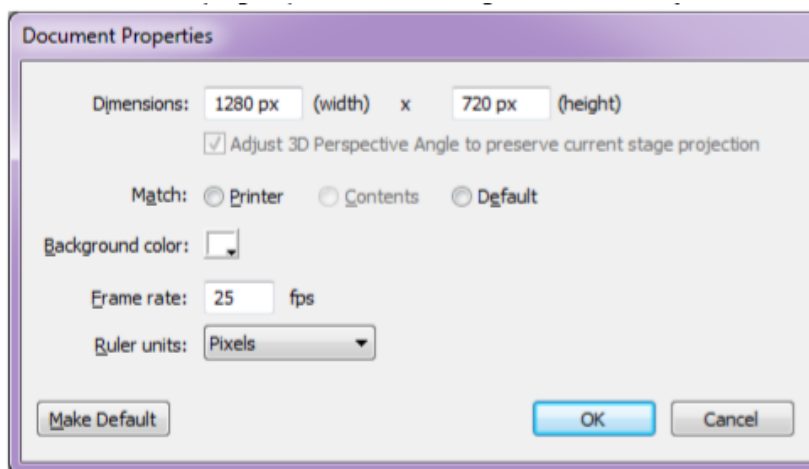 Document Properties
Dimensions: 1280 px (width) x 720 px (height)
Adjust 3D Perspective Angle to preserve current stage projection
Match: Printer Contents Default
Background color:
Frame rate: 25 fps
Ruler units: Pixels
Make Default OK Cancel